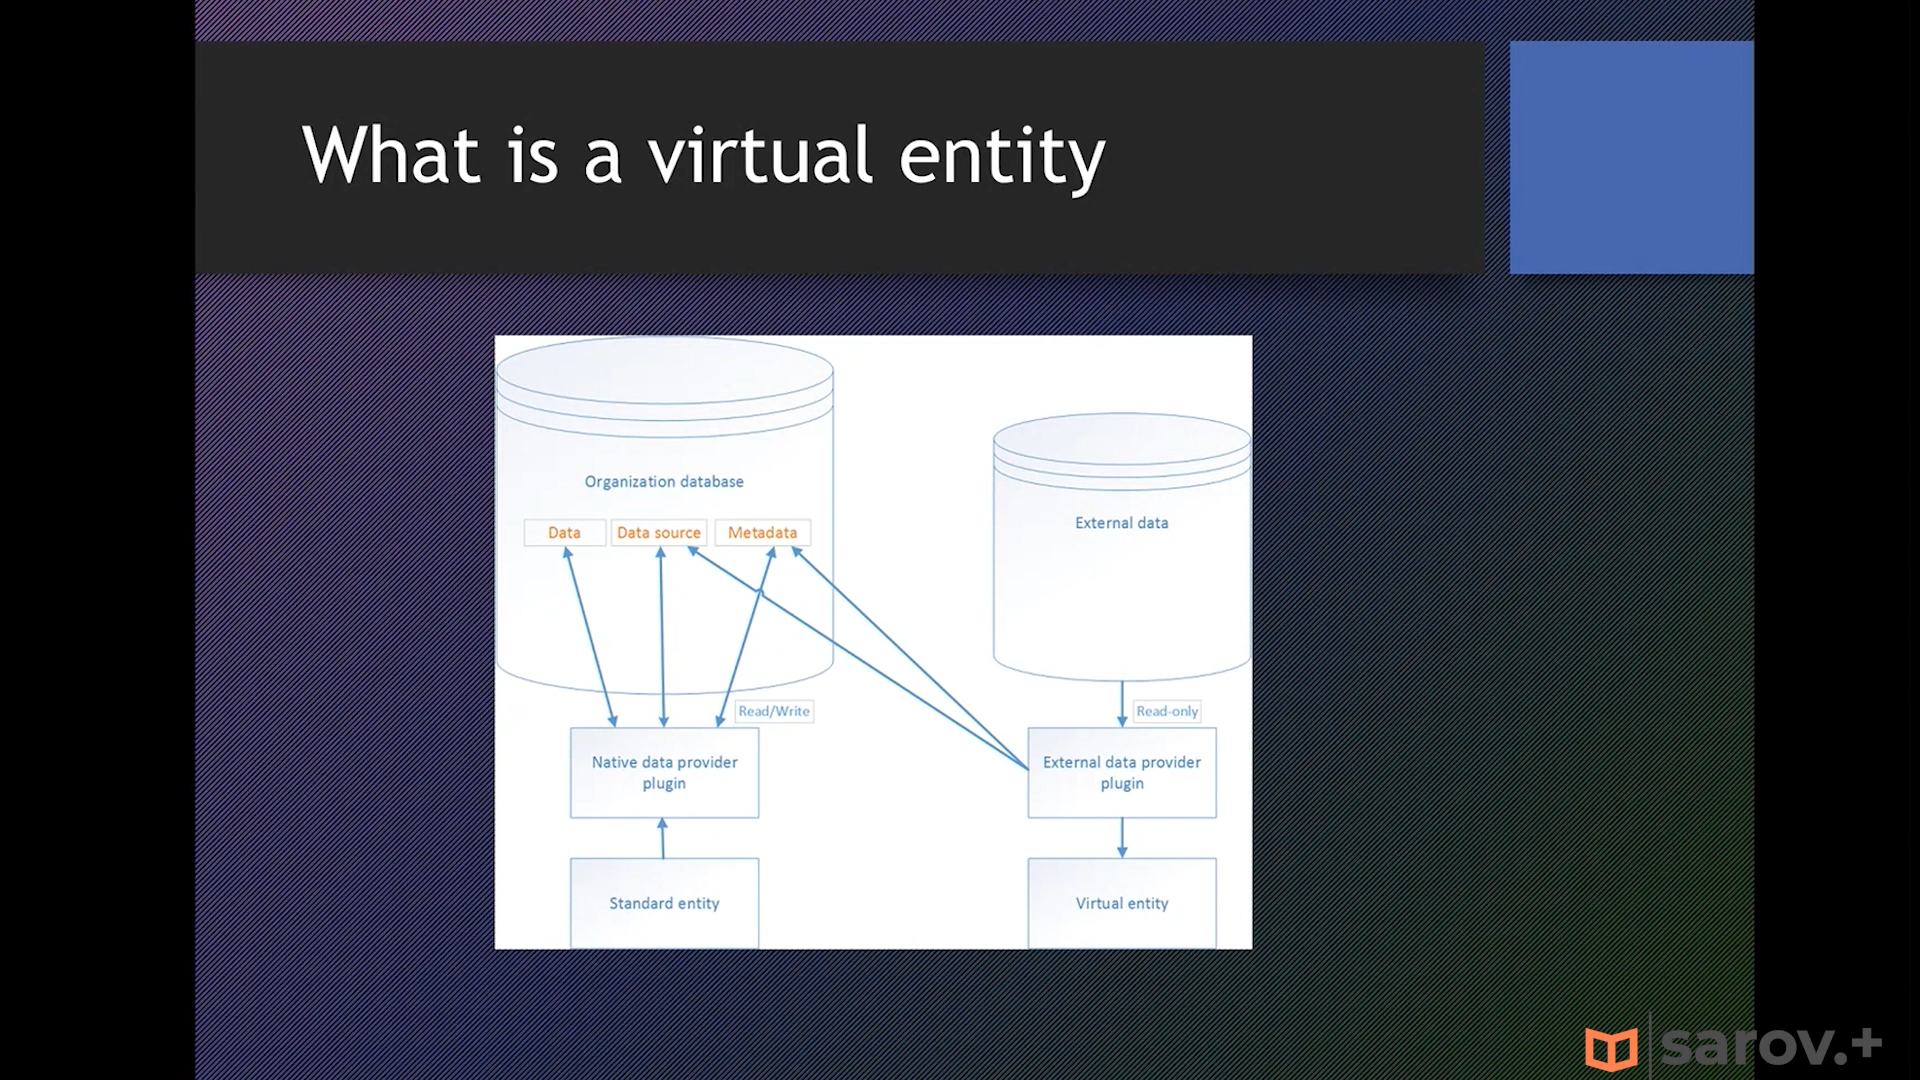 What is a virtual entity
Organization database
Data
Data source
Metadata
External data
Read/Write
Read-only
Native data provider
plugin
External data provider
plugin
Standard entity
Virtual entity
sarov.+